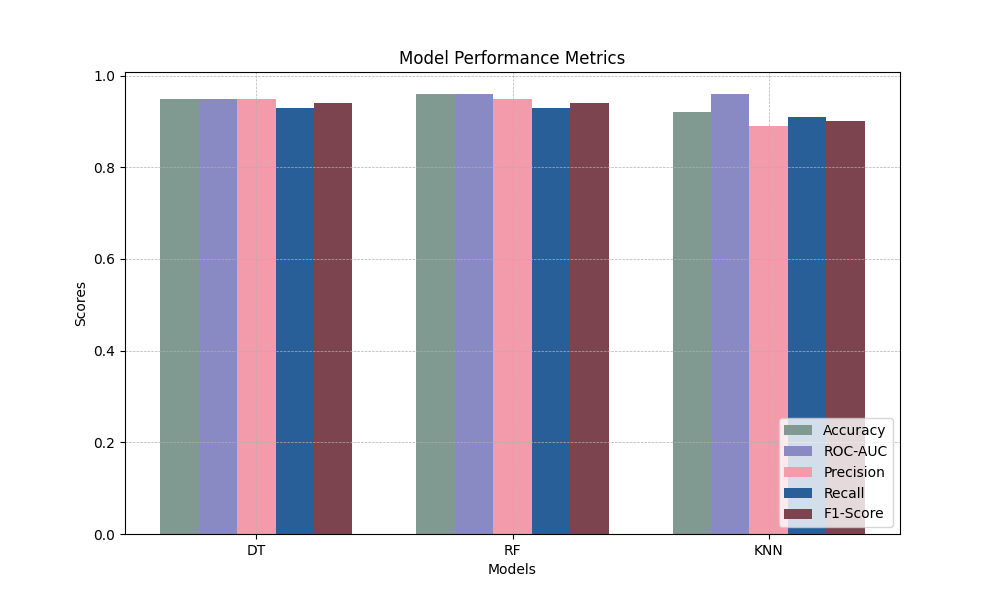 Model Performance Metrics
1.0
0.8
0.6
0.4
0.2
0.0
Scores
DT
RF
KNN
Models
Accuracy
ROC-AUC
Precision
Recall
F1-Score